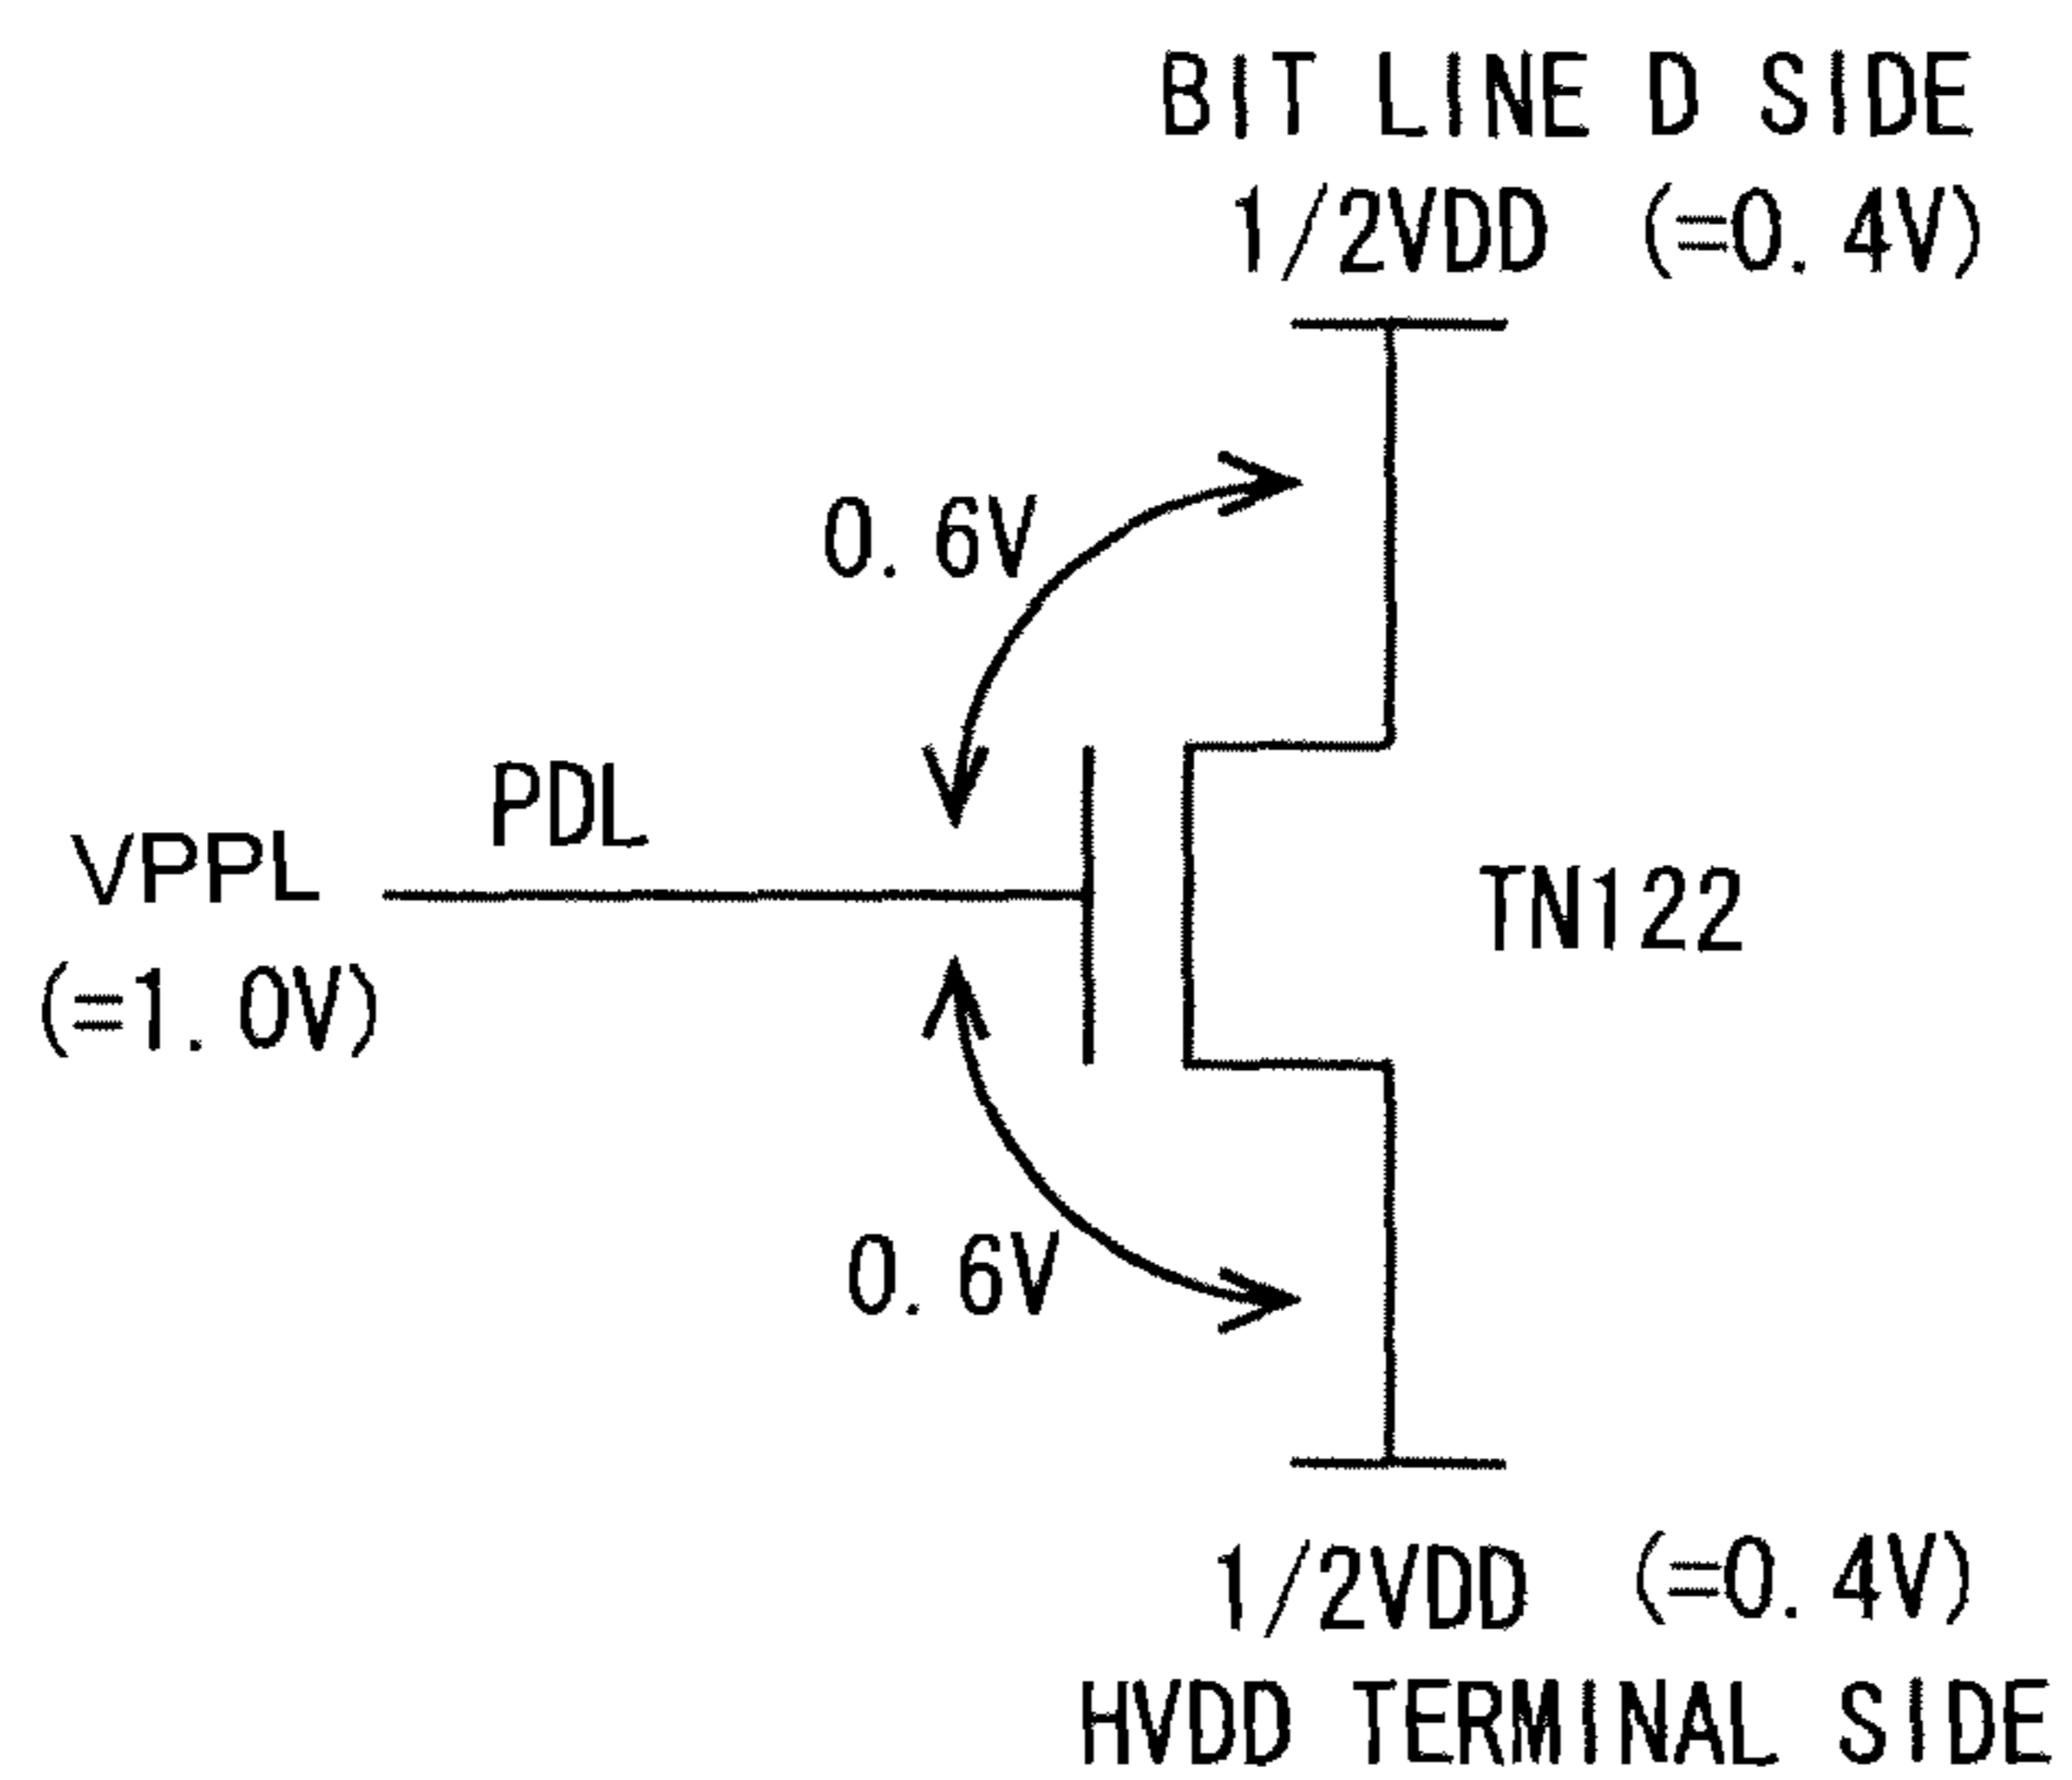 BIT LINE D SIDE
1/2VDD (=0.4V)
0.6V
PDL
VPPL
(=1.0V)
TN122
0.6V
1/2VDD (=0.4V)
HVDD TERMINAL SIDE